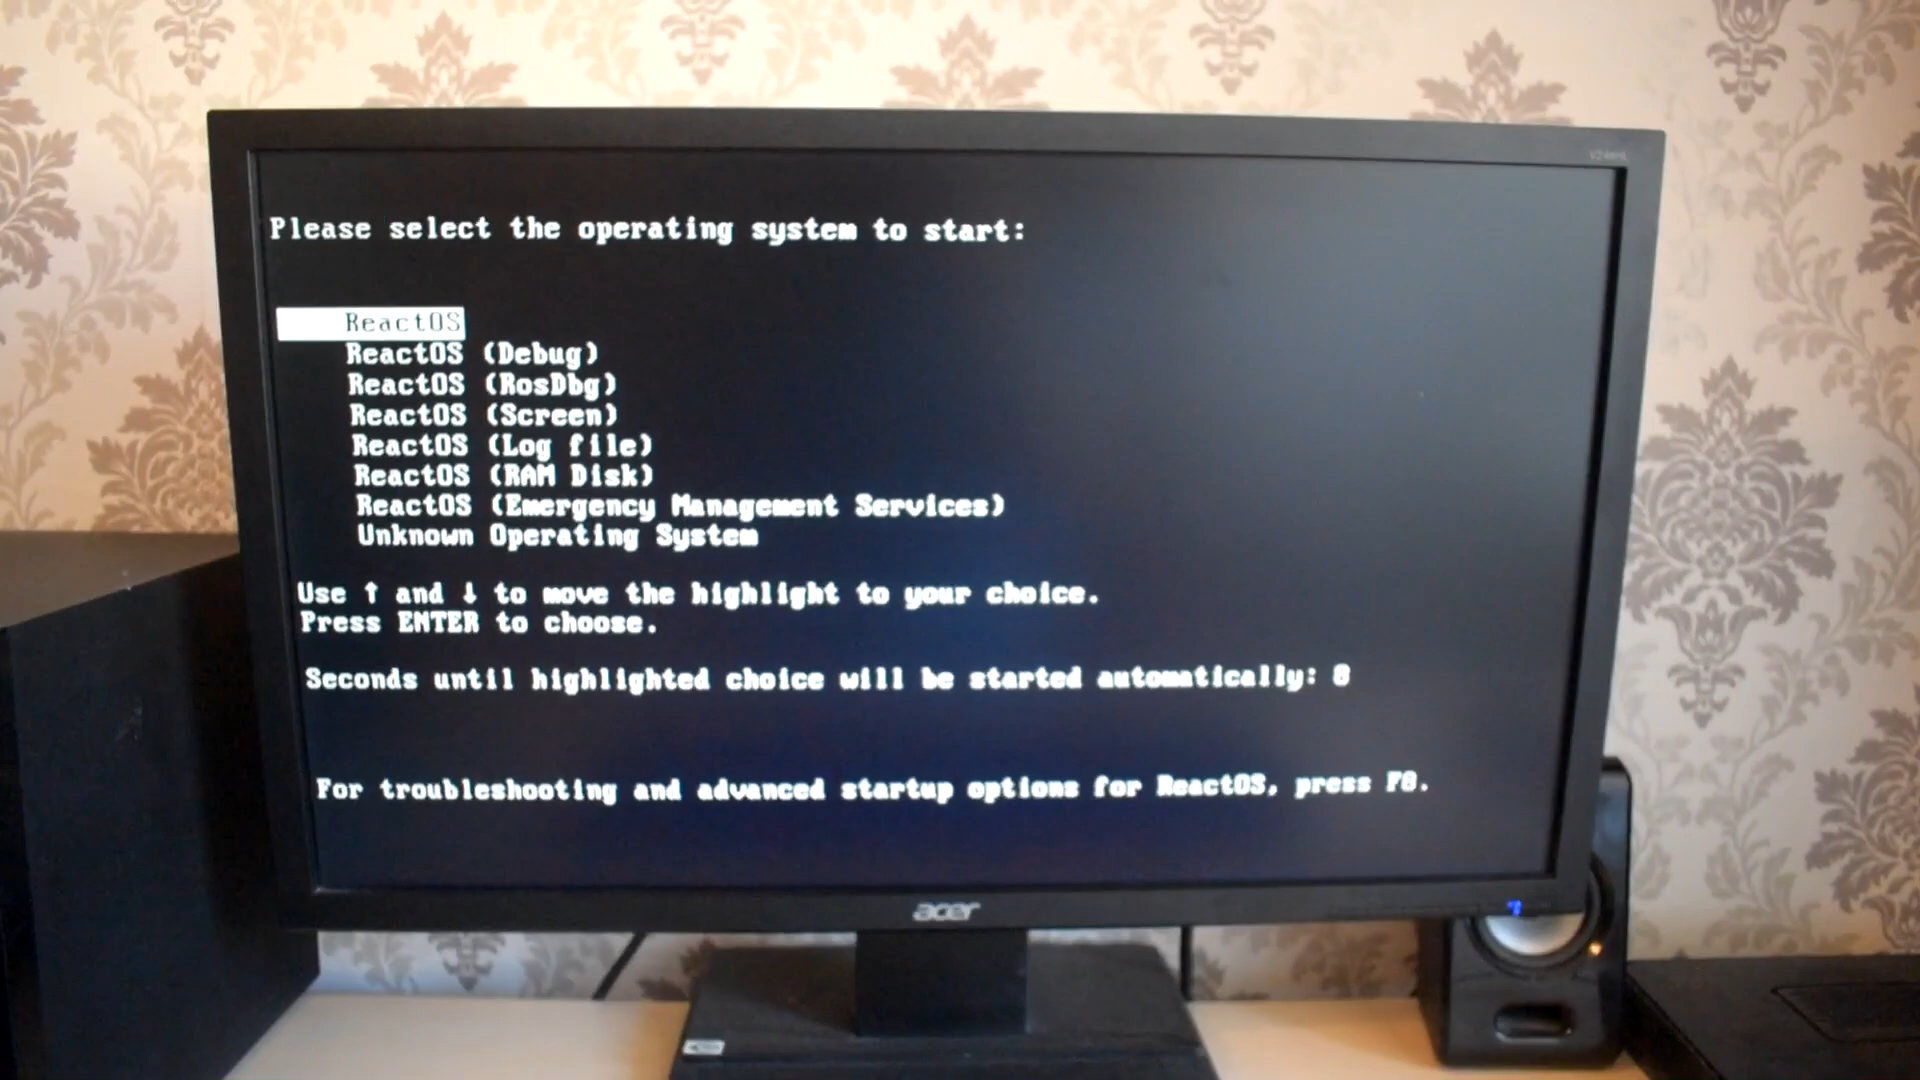 Please select the operating system to start:
ReactOS
ReactOS (Debug)
ReactOS (RosDbg)
ReactOS (Screen)
ReactOS (Log file)
ReactOS (RAM Disk)
ReactOS (Emergency Management Services)
Unknown Operating System
Use ↑ and ↓ to move the highlight to your choice.
Press ENTER to choose.
Seconds until highlighted choice will be started automatically: 8
For troubleshooting and advanced startup options for ReactOS, press F8.
acer